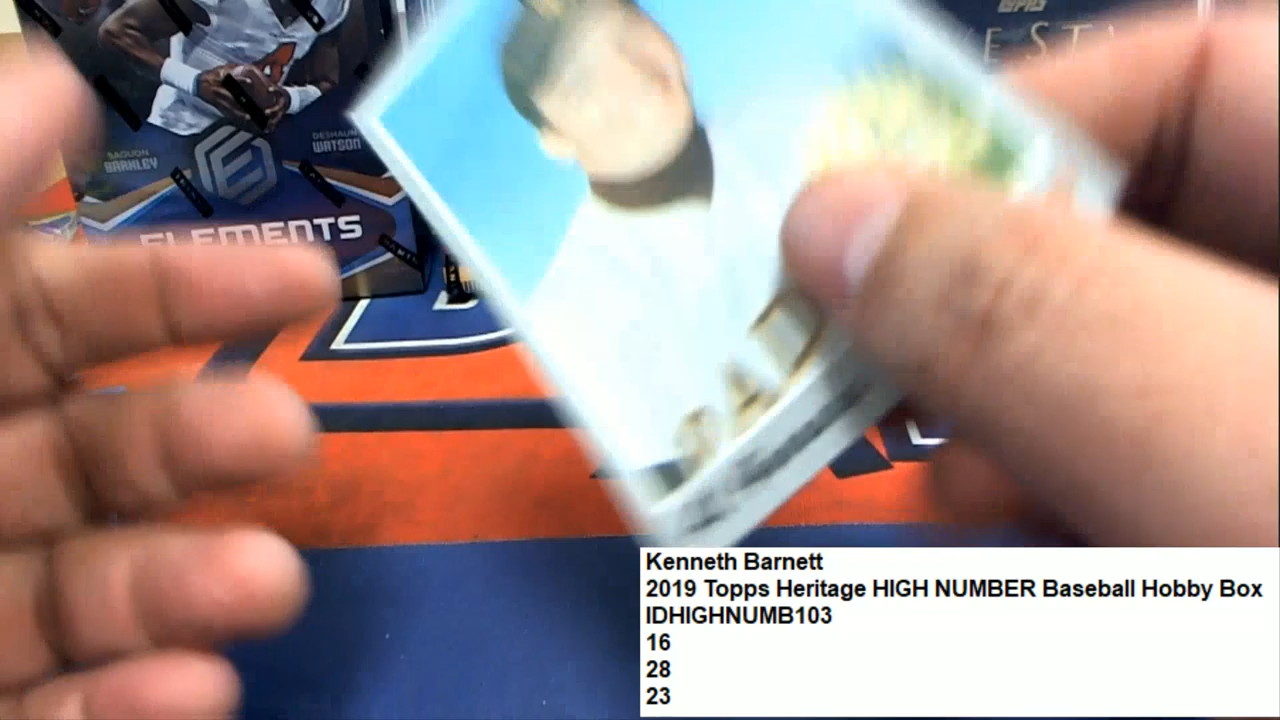 topps
SAQUON
BARKLEY
DESHAUN
WATSON
ELEMENTS
Kenneth Barnett
2019 Topps Heritage HIGH NUMBER Baseball Hobby Box
IDHIGHNUMB103
16
28
23